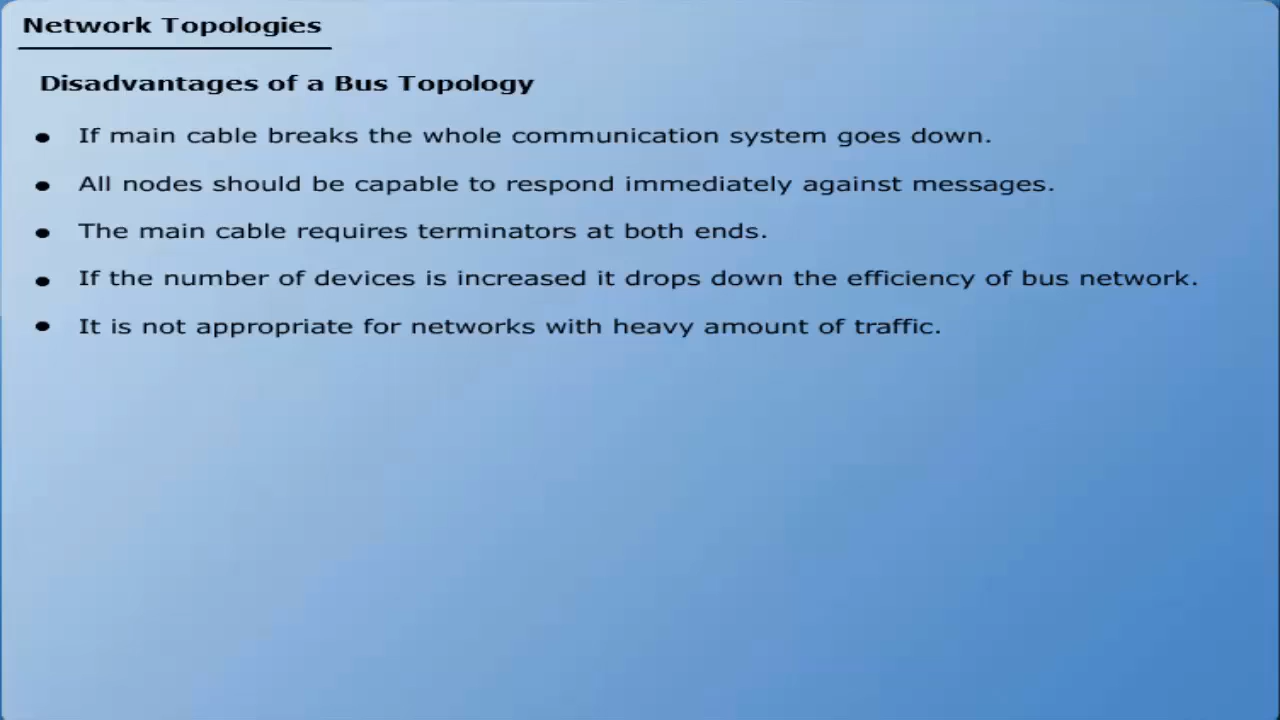 Network Topologies
Disadvantages of a Bus Topology
● If main cable breaks the whole communication system goes down.
● All nodes should be capable to respond immediately against messages.
● The main cable requires terminators at both ends.
● If the number of devices is increased it drops down the efficiency of bus network.
● It is not appropriate for networks with heavy amount of traffic.